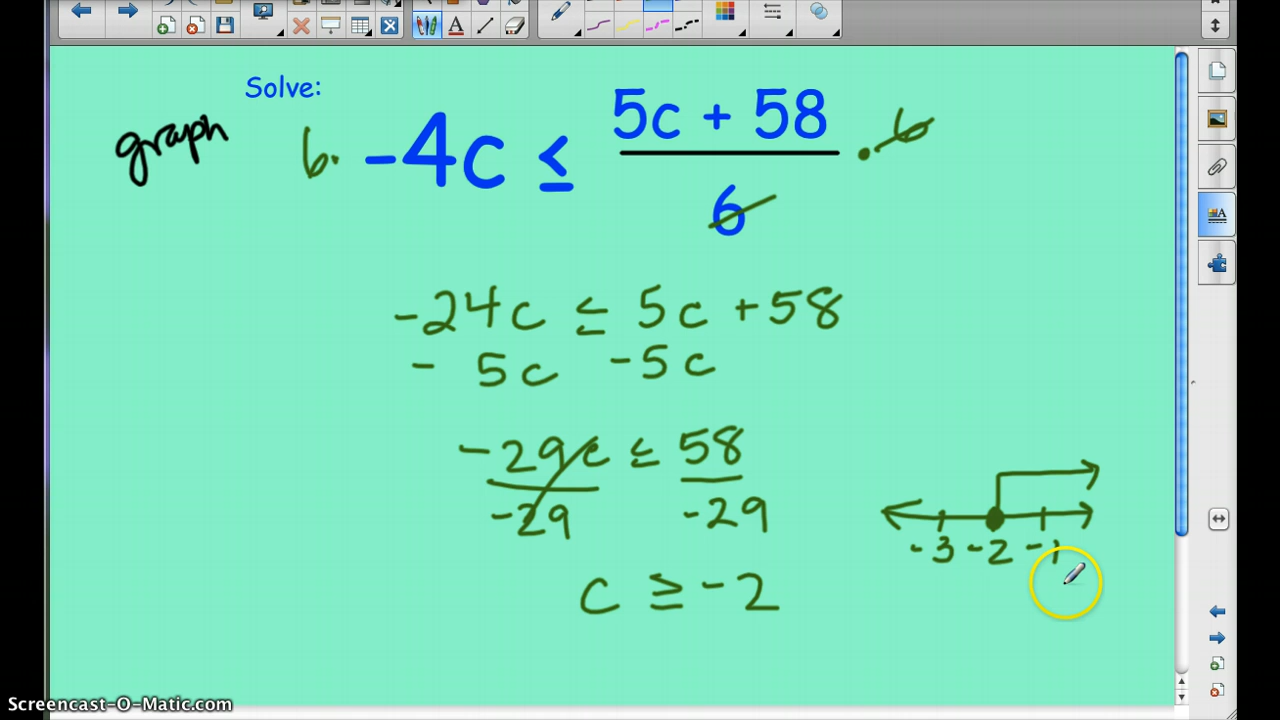 Solve:
graph
6· -4c ≤ 5c + 58 / 6 · 6
-24c ≤ 5c +58
- 5c -5c
-29c ≤ 58
-29 -29
c ≥ -2
-3 -2 -1
Screencast-O-Matic.com